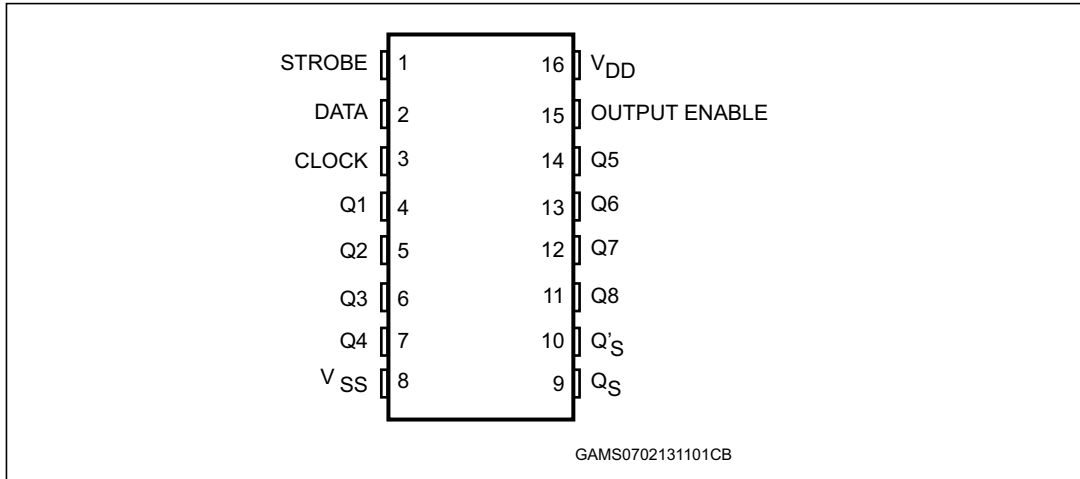 STROBE 1 16 VDD
DATA 2 15 OUTPUT ENABLE
CLOCK 3 14 Q5
Q1 4 13 Q6
Q2 5 12 Q7
Q3 6 11 Q8
Q4 7 10 Q'S
VSS 8 9 QS
GAMS0702131101CB